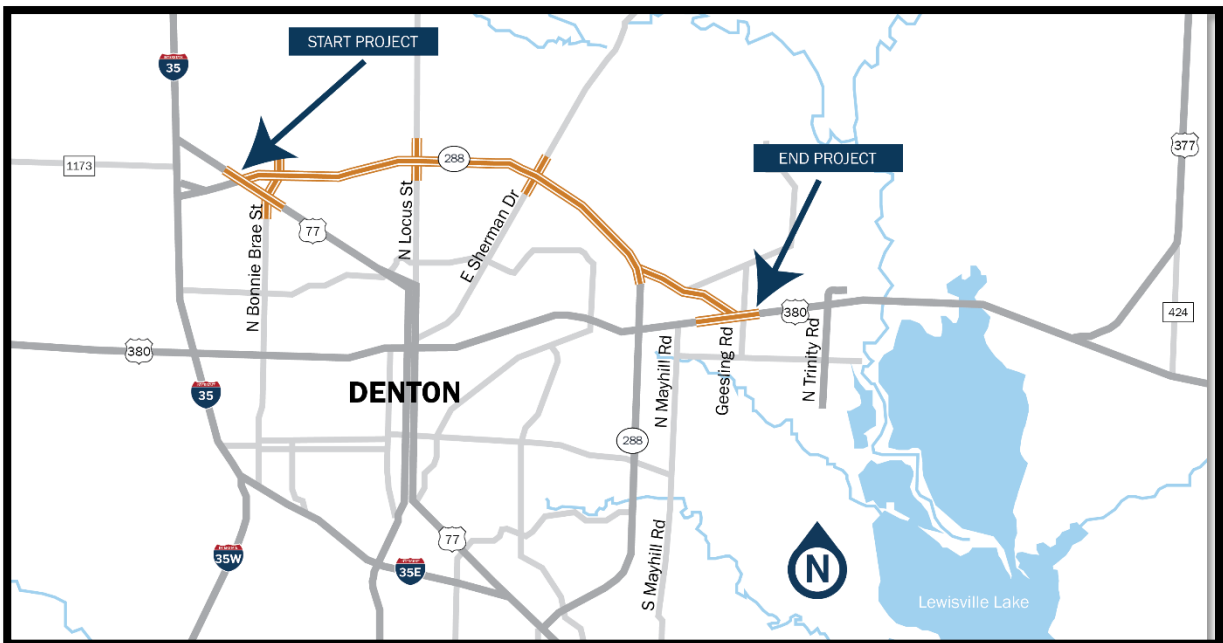 START PROJECT
35
377
288
END PROJECT
1173
N Locus St
E Sherman Dr
N Bonnie Brae St
77
380
424
N Trinity Rd
Geesling Rd
N Mayhill Rd
380
35
DENTON
288
77
35W
35E
S Mayhill Rd
N
Lewisville Lake